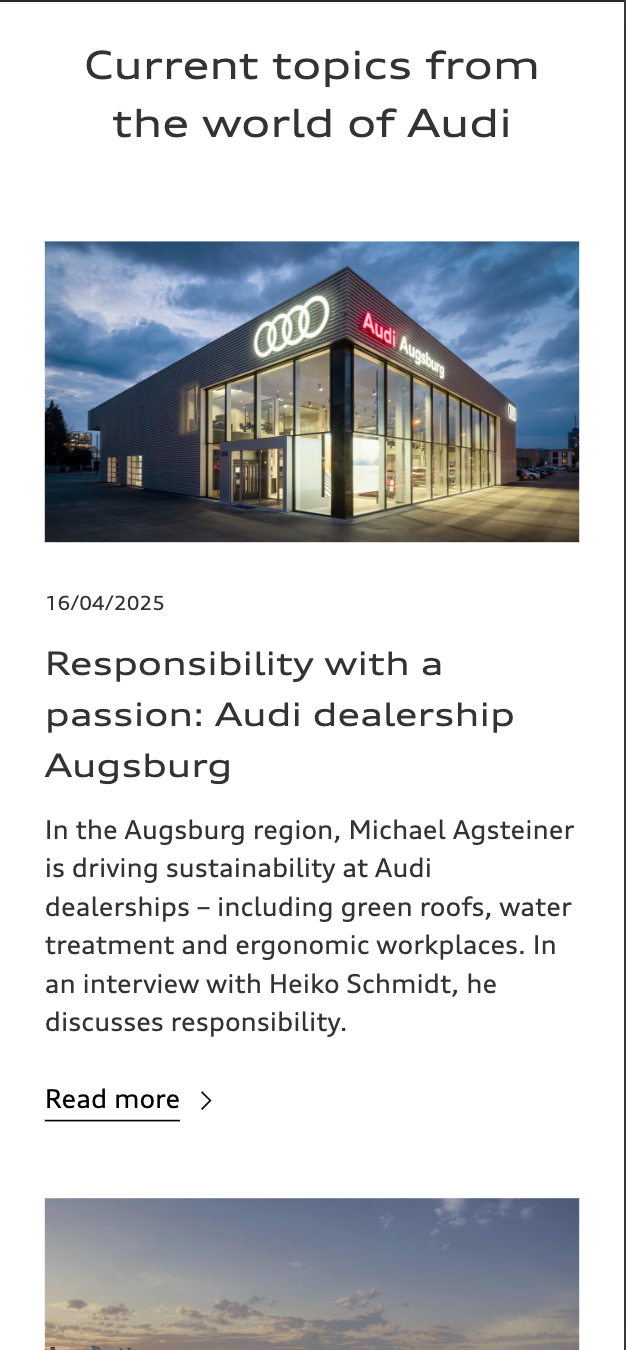 Current topics from
the world of Audi
Audi Augsburg
16/04/2025
Responsibility with a
passion: Audi dealership
Augsburg
In the Augsburg region, Michael Agsteiner
is driving sustainability at Audi
dealerships – including green roofs, water
treatment and ergonomic workplaces. In
an interview with Heiko Schmidt, he
discusses responsibility.
Read more